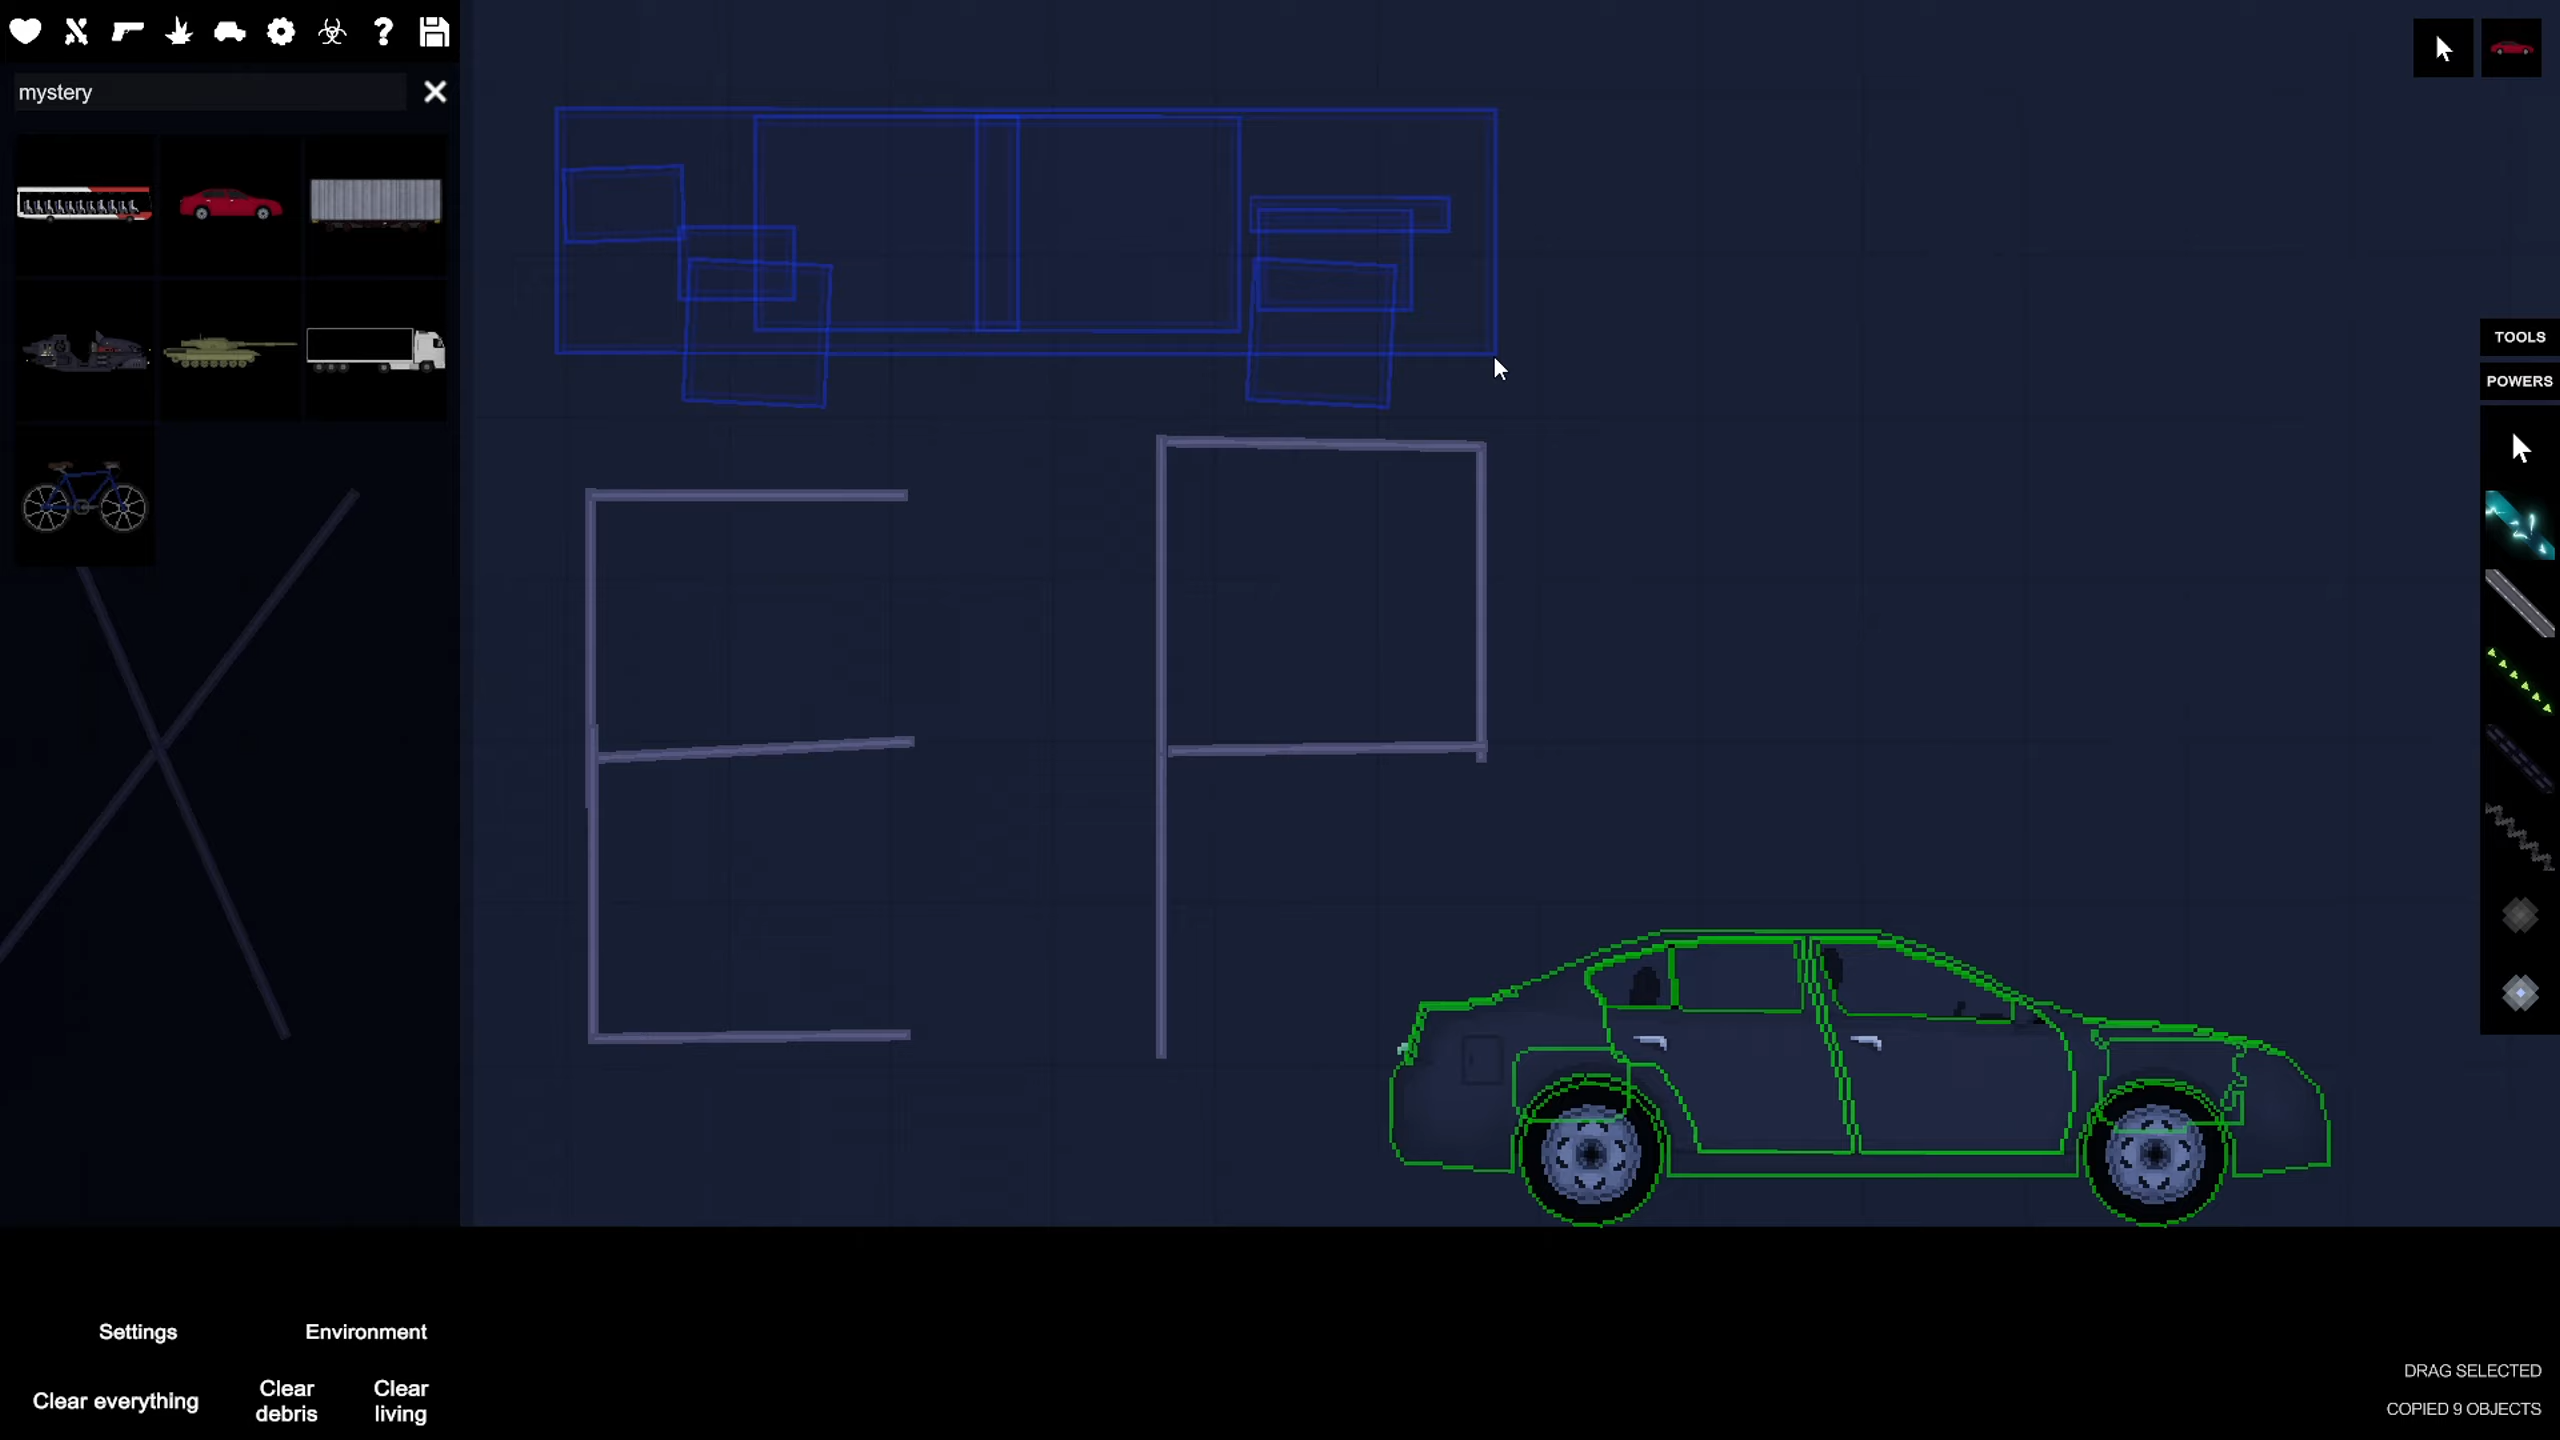 mystery
TOOLS
POWERS
E P
Settings
Environment
Clear everything
Clear
debris
Clear
living
DRAG SELECTED
COPIED 9 OBJECTS